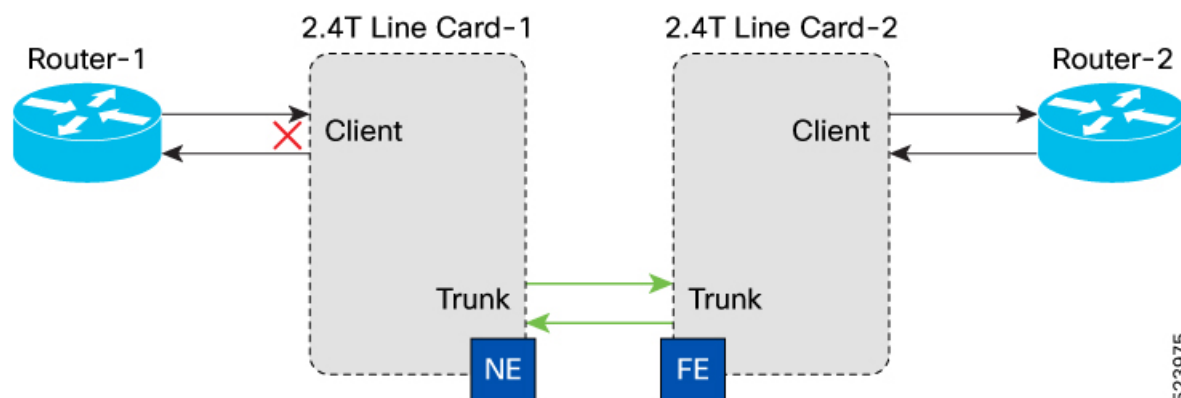 2.4T Line Card-1
2.4T Line Card-2
Router-1
Router-2
Client
Client
Trunk
Trunk
NE
FE
523975